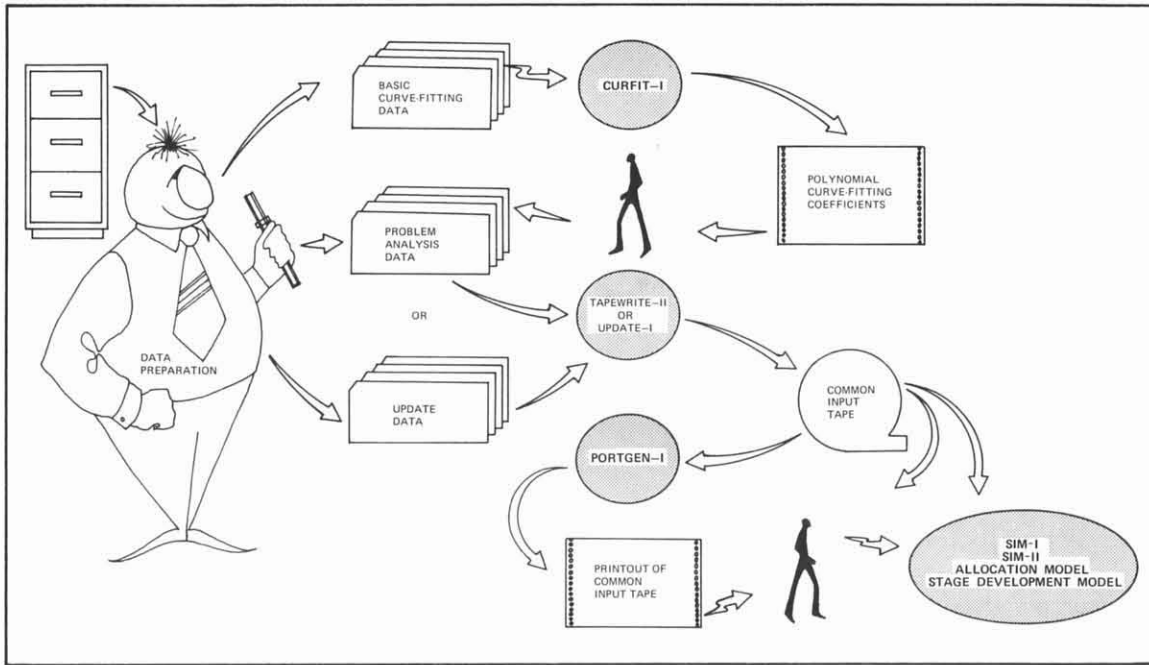 BASIC
CURVE-FITTING
DATA
CURFIT-I
POLYNOMIAL
CURVE-FITTING
COEFFICIENTS
PROBLEM
ANALYSIS
DATA
OR
TAPEWRITE-II
OR
UPDATE-I
DATA
PREPARATION
UPDATE
DATA
COMMON
INPUT
TAPE
PORTGEN-I
PRINTOUT OF
COMMON
INPUT TAPE
SIM-I
SIM-II
ALLOCATION MODEL
STAGE DEVELOPMENT MODEL